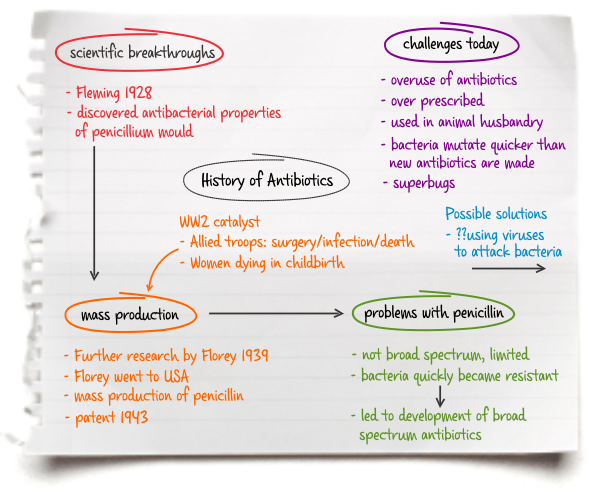 scientific breakthroughs
- Fleming 1928
- discovered antibacterial properties
of penicillium mould
challenges today
- overuse of antibiotics
- over prescribed
- used in animal husbandry
- bacteria mutate quicker than
new antibiotics are made
- superbugs
History of Antibiotics
WW2 catalyst
- Allied troops: surgery/infection/death
- Women dying in childbirth
Possible solutions
- ??using viruses
to attack bacteria
mass production
- Further research by Florey 1939
- Florey went to USA
- mass production of penicillin
- patent 1943
problems with penicillin
- not broad spectrum, limited
- bacteria quickly became resistant
- led to development of broad
spectrum antibiotics